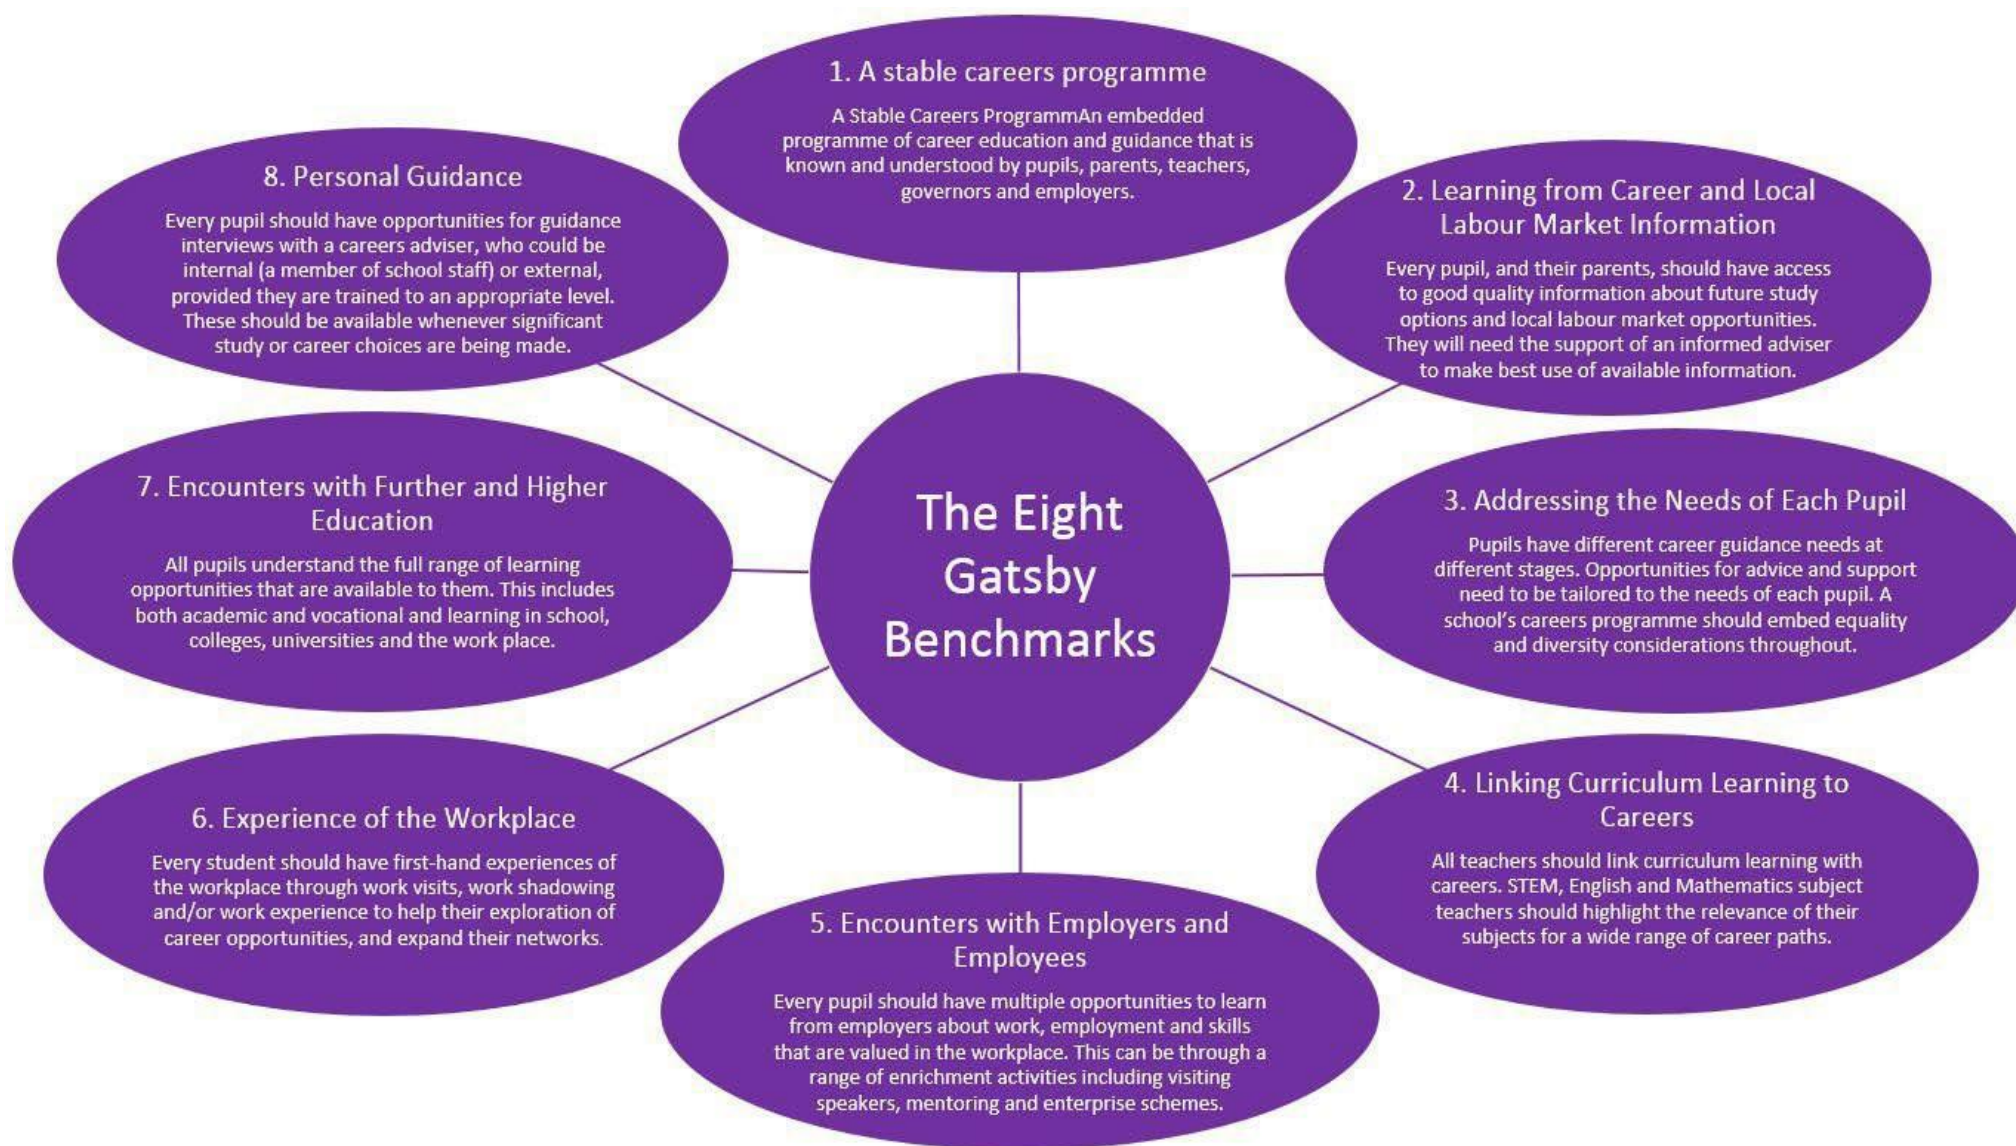 The Eight
Gatsby
Benchmarks
1. A stable careers programme
A Stable Careers ProgrammAn embedded
programme of career education and guidance that is
known and understood by pupils, parents, teachers,
governors and employers.
2. Learning from Career and Local
Labour Market Information
Every pupil, and their parents, should have access
to good quality information about future study
options and local labour market opportunities.
They will need the support of an informed adviser
to make best use of available information.
3. Addressing the Needs of Each Pupil
Pupils have different career guidance needs at
different stages. Opportunities for advice and support
need to be tailored to the needs of each pupil. A
school's careers programme should embed equality
and diversity considerations throughout.
4. Linking Curriculum Learning to
Careers
All teachers should link curriculum learning with
careers. STEM, English and Mathematics subject
teachers should highlight the relevance of their
subjects for a wide range of career paths.
5. Encounters with Employers and
Employees
Every pupil should have multiple opportunities to learn
from employers about work, employment and skills
that are valued in the workplace. This can be through a
range of enrichment activities including visiting
speakers, mentoring and enterprise schemes.
6. Experience of the Workplace
Every student should have first-hand experiences of
the workplace through work visits, work shadowing
and/or work experience to help their exploration of
career opportunities, and expand their networks.
7. Encounters with Further and Higher
Education
All pupils understand the full range of learning
opportunities that are available to them. This includes
both academic and vocational and learning in school,
colleges, universities and the work place.
8. Personal Guidance
Every pupil should have opportunities for guidance
interviews with a careers adviser, who could be
internal (a member of school staff) or external,
provided they are trained to an appropriate level.
These should be available whenever significant
study or career choices are being made.